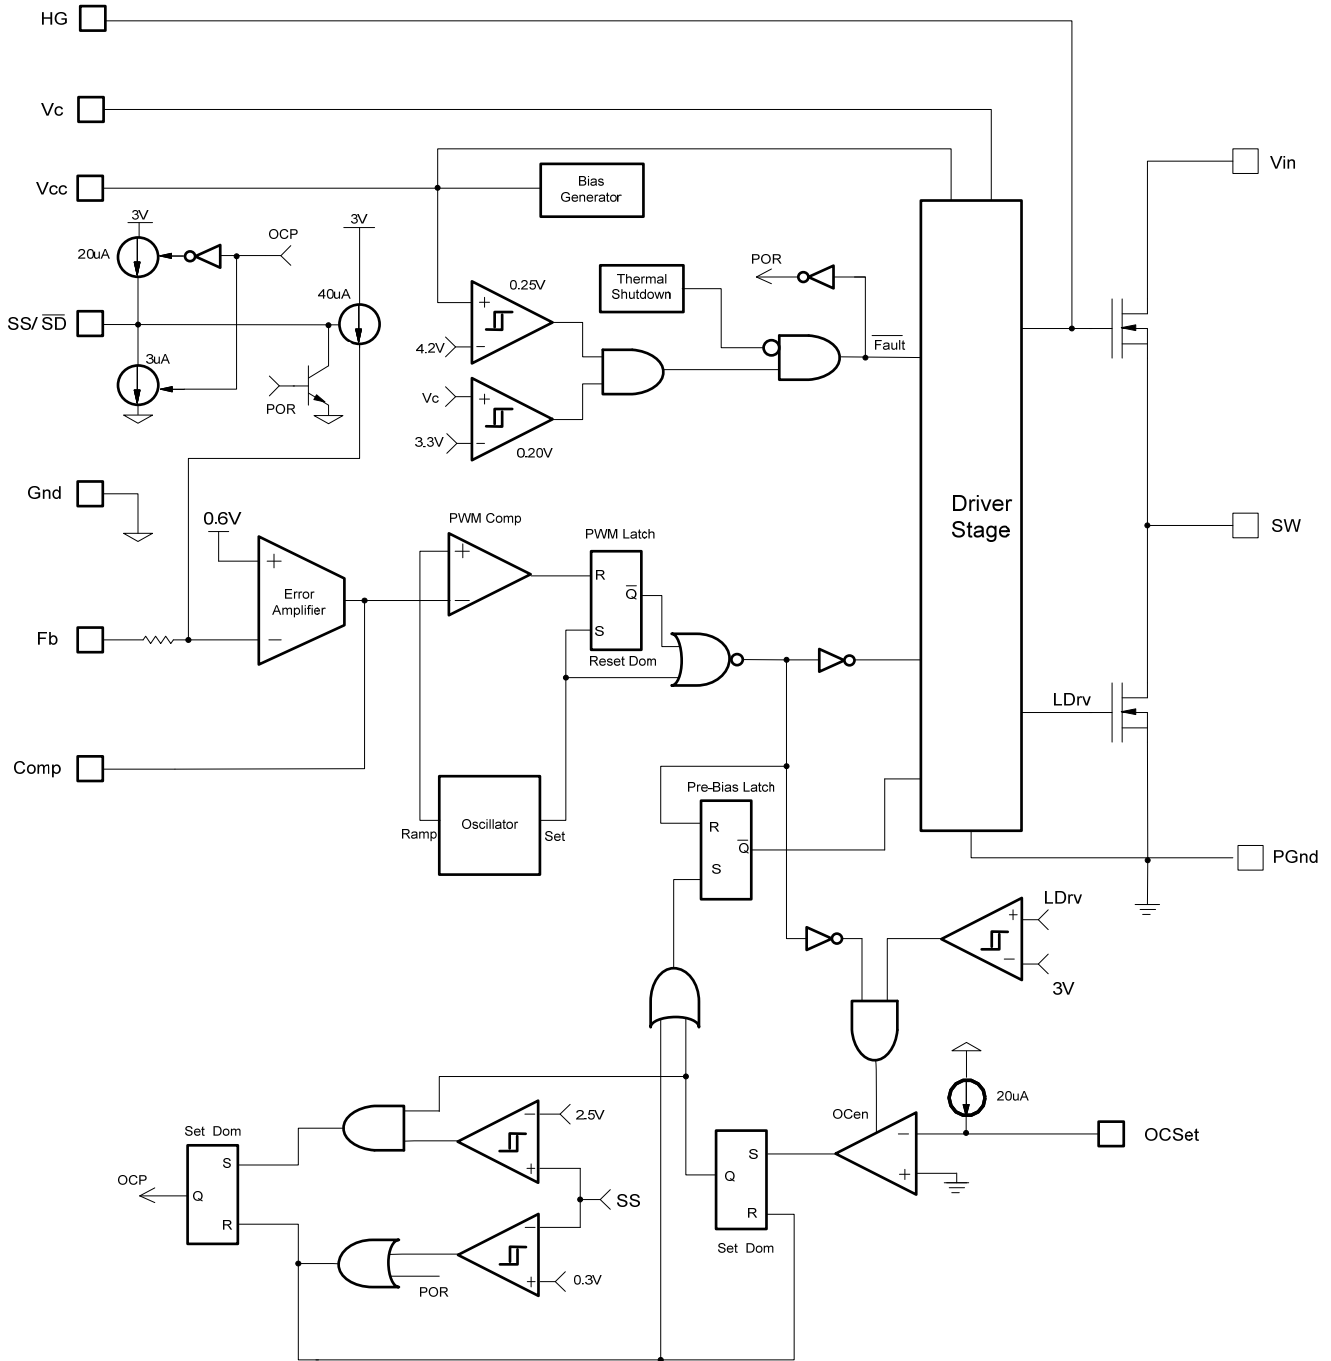 HG
Vc
Vcc
Bias
Generator
Vin
3V
20uA
OCP
3V
40uA
SS/ SD
3uA
POR
0.25V
4.2V
Vc
3.3V
0.20V
Thermal
Shutdown
POR
Fault
Driver
Stage
Gnd
0.6V
Error
Amplifier
PWM Comp
PWM Latch
R
Q
S
Reset Dom
SW
Fb
LDrv
Comp
Oscillator
Ramp
Set
Pre-Bias Latch
R
Q
S
PGnd
LDrv
3V
OCen
20uA
OCSet
Set Dom
S
Q
R
OCP
2.5V
SS
0.3V
POR
S
Q
R
Set Dom